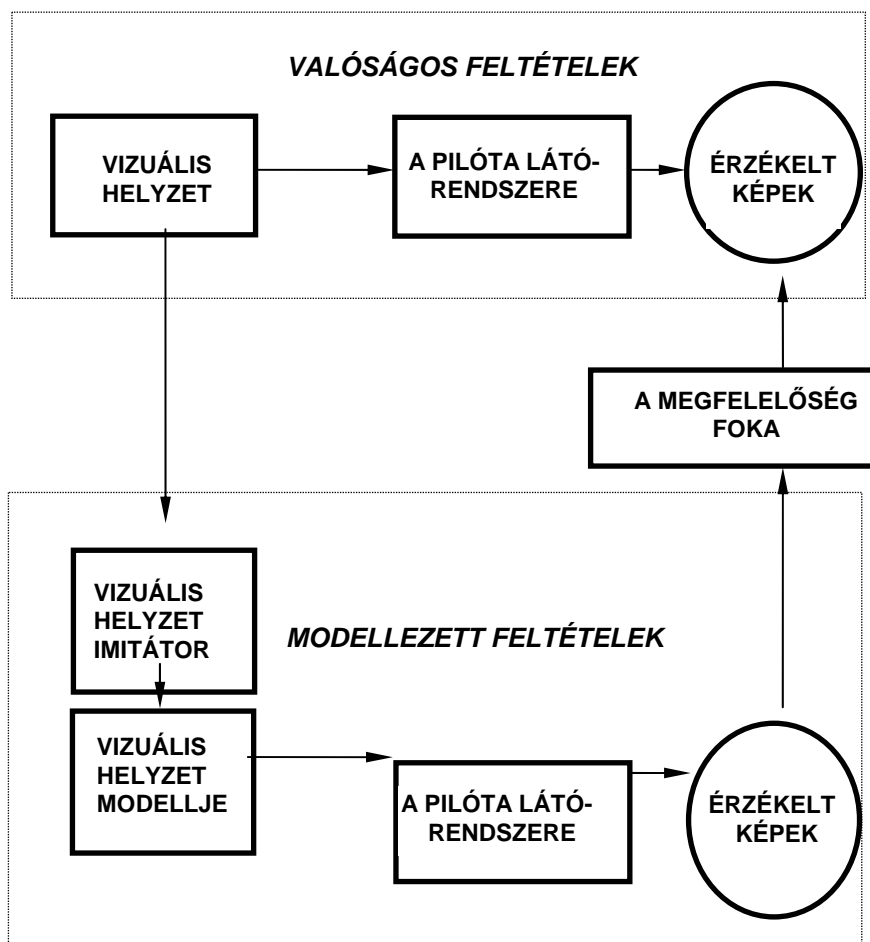 VALÓSÁGOS FELTÉTELEK
VIZUÁLIS
HELYZET
A PILÓTA LÁTÓ-
RENDSZERE
ÉRZÉKELT
KÉPEK
A MEGFELELŐSÉG
FOKA
VIZUÁLIS
HELYZET
IMITÁTOR
MODELLEZETT FELTÉTELEK
VIZUÁLIS
HELYZET
MODELLJE
A PILÓTA LÁTÓ-
RENDSZERE
ÉRZÉKELT
KÉPEK